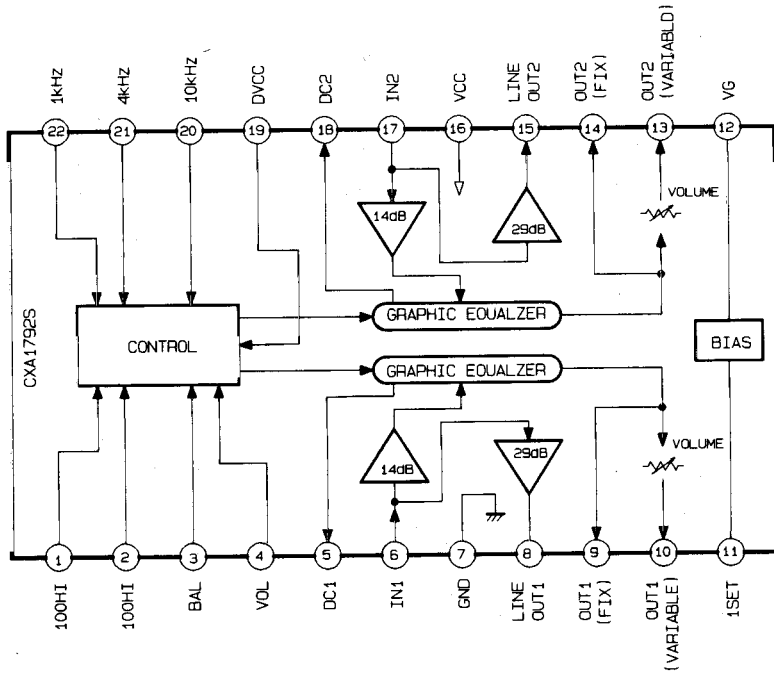 1kHz
4kHz
10kHz
DVCC
DC2
IN2
VCC
LINE
OUT2
OUT2
(FIX)
OUT2
(VARIABLD)
VG
22
21
20
19
18
17
16
15
14
13
12
CXA1792S
14dB
29dB
VOLUME
CONTROL
GRAPHIC EQUALZER
GRAPHIC EQUALZER
BIAS
14dB
29dB
VOLUME
1
2
3
4
5
6
7
8
9
10
11
100HI
100HI
BAL
VOL
DC1
IN1
GND
LINE
OUT1
OUT1
(FIX)
OUT1
(VARIABLE)
1SET